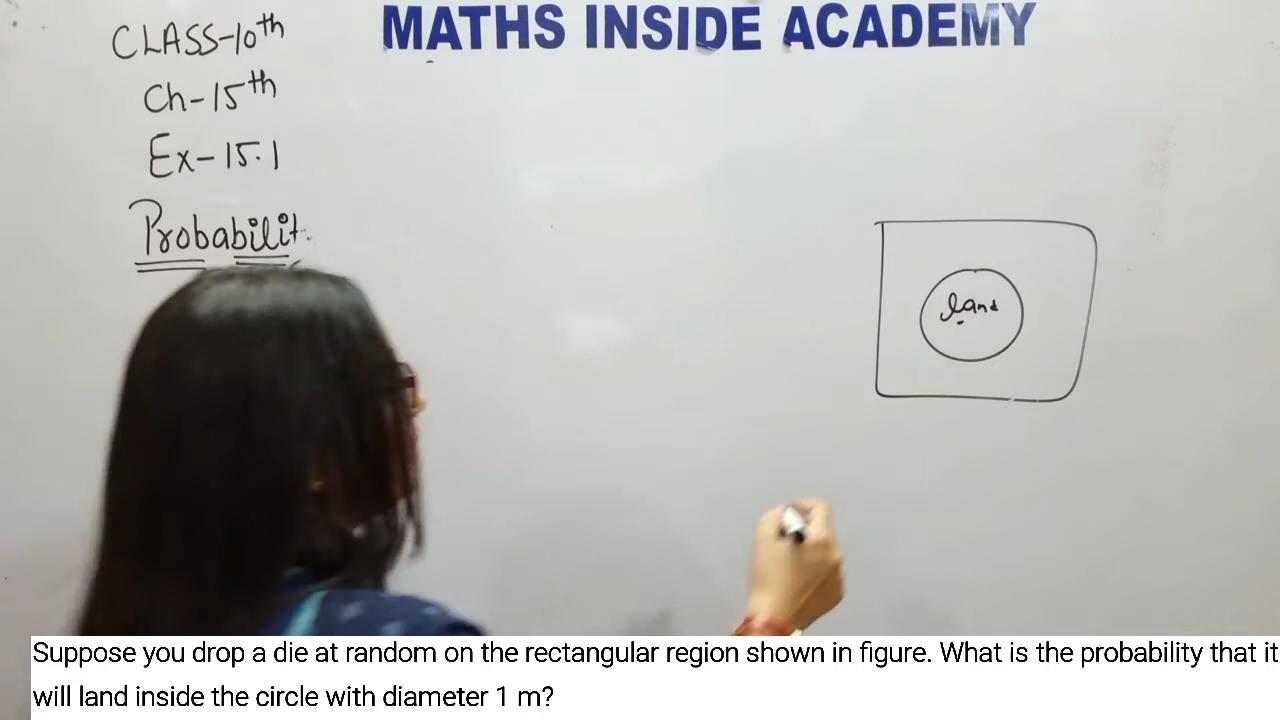 MATHS INSIDE ACADEMY
CLASS-10th
Ch-15th
Ex-15.1
Probabilit
land
Suppose you drop a die at random on the rectangular region shown in figure. What is the probability that it
will land inside the circle with diameter 1 m?